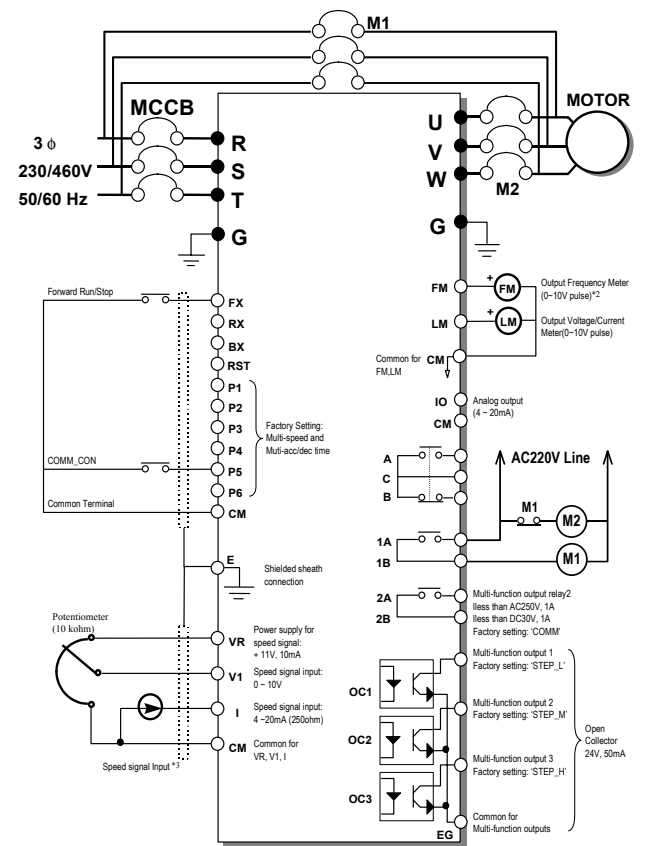 M1
MCCB
MOTOR
3 ϕ
230/460V
50/60 Hz
R
S
T
G
U
V
W
M2
G
Forward Run/Stop
FX
RX
BX
RST
P1
P2
P3
P4
P5
P6
CM
Factory Setting:
Multi-speed and
Muti-acc/dec time
COMM_CON
Common Terminal
E
Shielded sheath
connection
Potentiometer
(10 kohm)
VR
Power supply for
speed signal:
+ 11V, 10mA
V1
Speed signal input:
0 ~ 10V
I
Speed signal input:
4 ~20mA (250ohm)
CM
Common for
VR, V1, I
Speed signal Input *3
FM
+
FM
Output Frequency Meter
(0~10V pulse)*2
LM
+
LM
Output Voltage/Current
Meter(0~10V pulse)
Common for
FM,LM
CM
IO
Analog output
(4 ~ 20mA)
CM
A
C
B
AC220V Line
M1
M2
1A
1B
M1
2A
2B
Multi-function output relay2
lless than AC250V, 1A
lless than DC30V, 1A
Factory setting: 'COMM'
OC1
Multi-function output 1
Factory setting: 'STEP_L'
OC2
Multi-function output 2
Factory setting: 'STEP_M'
OC3
Multi-function output 3
Factory setting: 'STEP_H'
Open
Collector
24V, 50mA
EG
Common for
Multi-function outputs